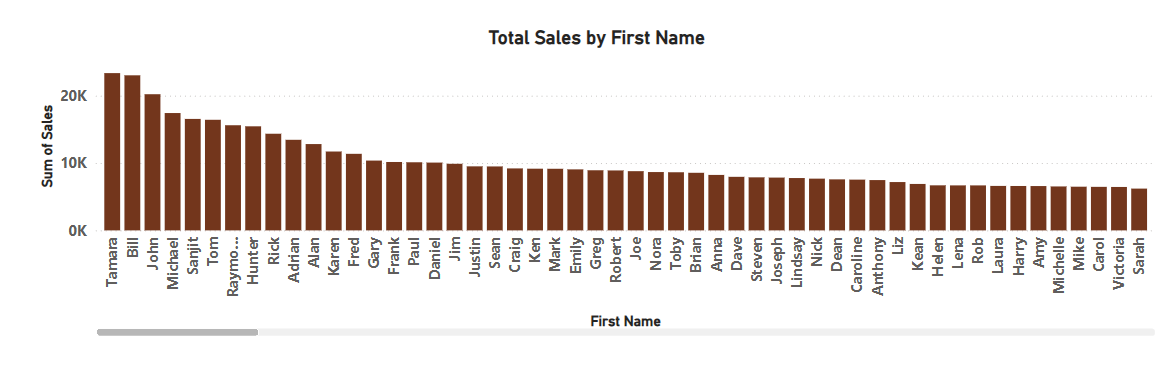 Total Sales by First Name
Sum of Sales
20K
10K
0K
Tamara
Bill
John
Michael
Sanjit
Tom
Raymo...
Hunter
Rick
Adrian
Alan
Karen
Fred
Gary
Frank
Paul
Daniel
Jim
Justin
Sean
Craig
Ken
Mark
Emily
Greg
Robert
Joe
Nora
Toby
Brian
Anna
Dave
Steven
Joseph
Lindsay
Nick
Dean
Caroline
Anthony
Liz
Kean
Helen
Lena
Rob
Laura
Harry
Amy
Michelle
Mike
Carol
Victoria
Sarah
First Name